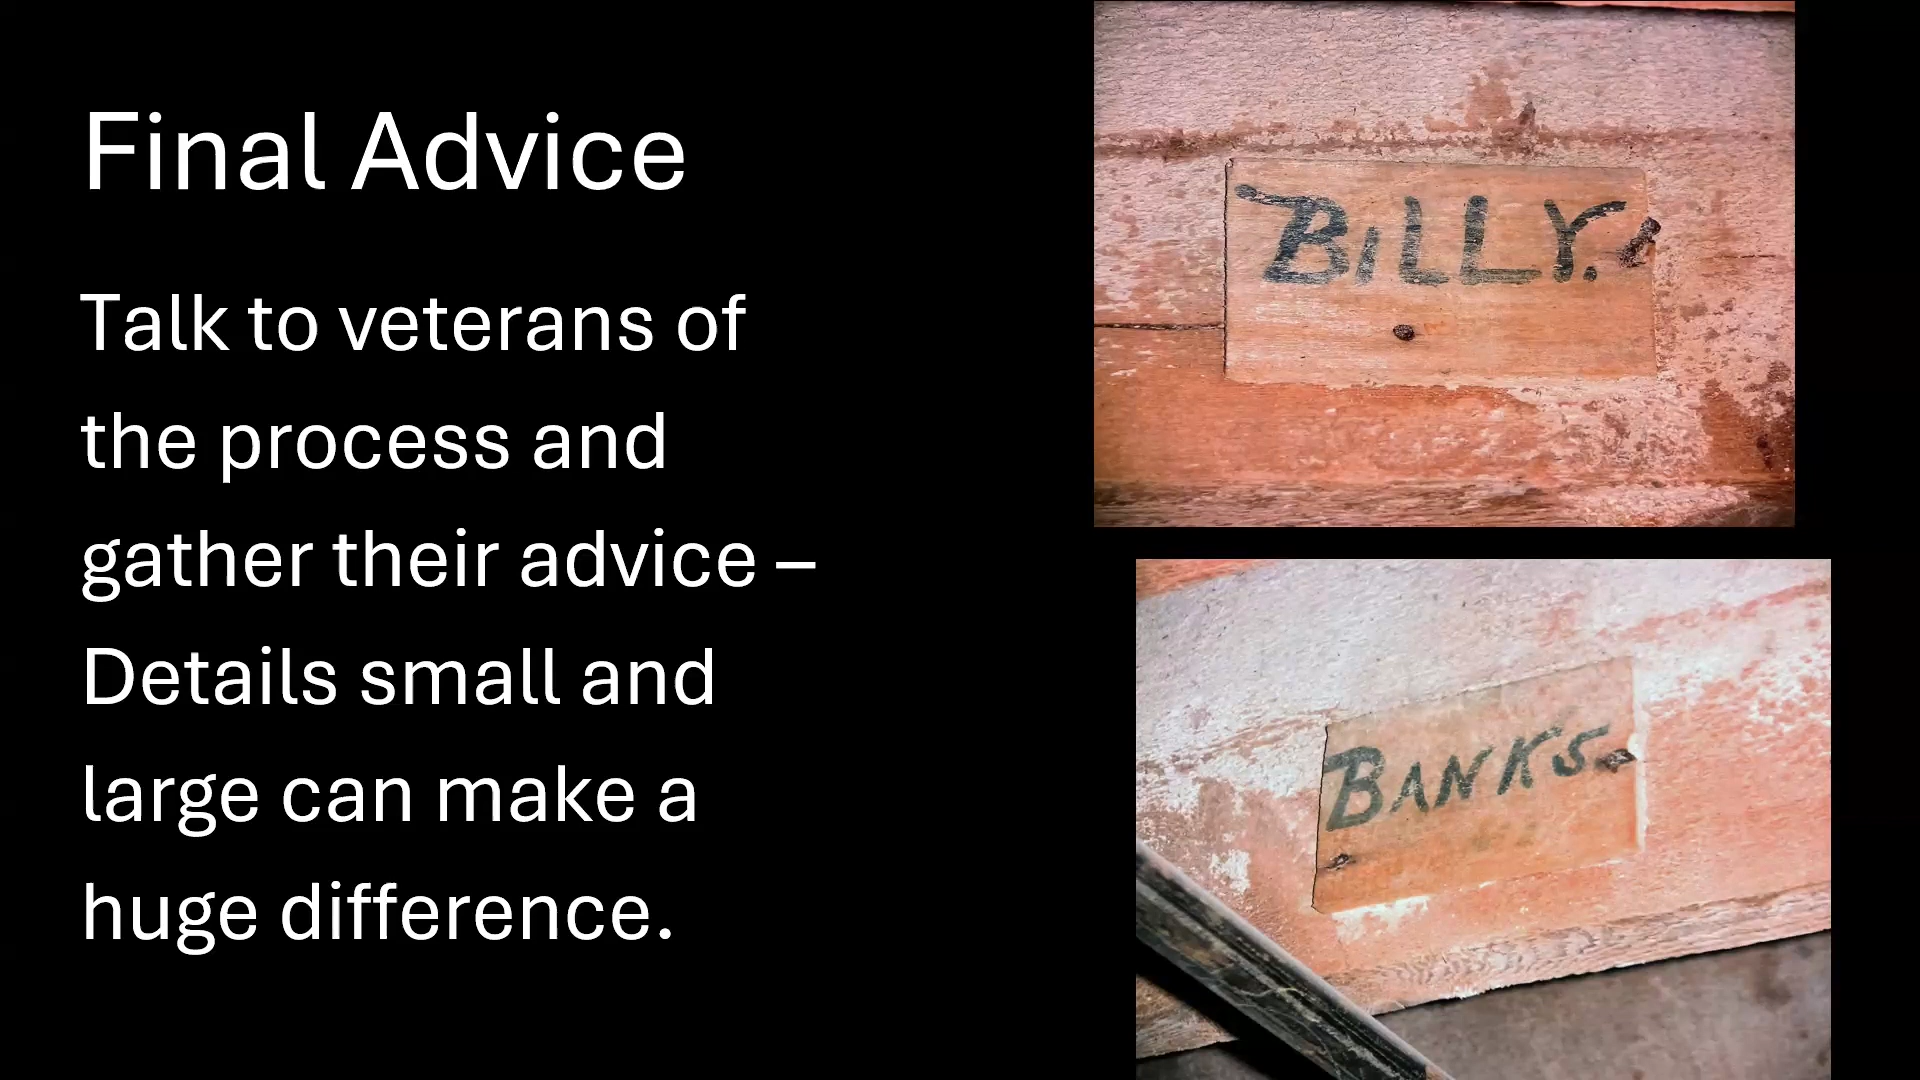 Final Advice
Talk to veterans of
the process and
gather their advice –
Details small and
large can make a
huge difference.
BILLY.
BANKS.